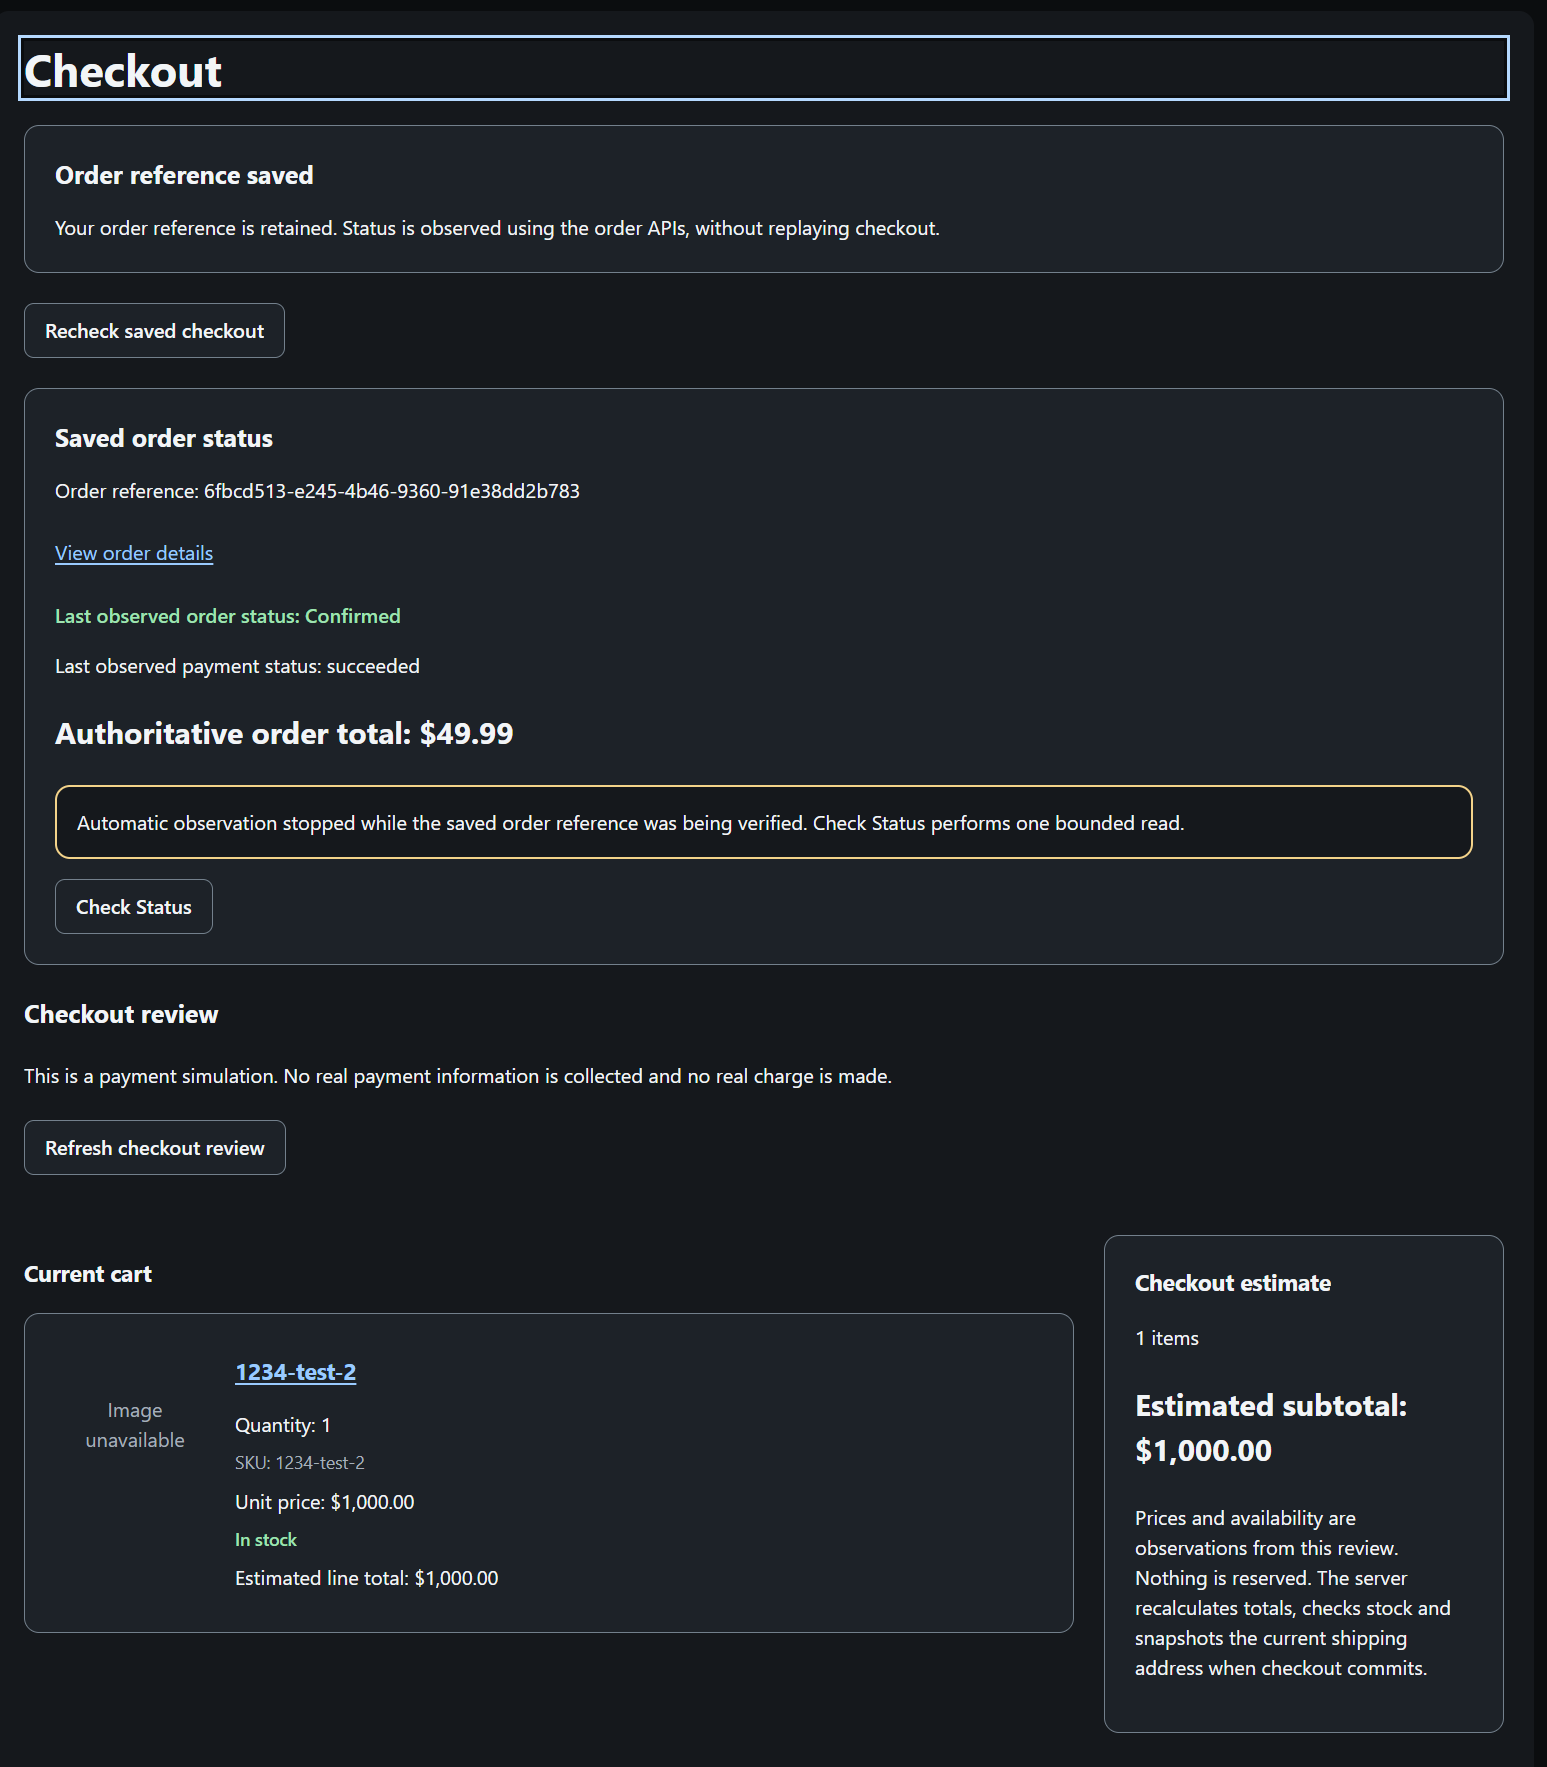 Checkout
Order reference saved
Your order reference is retained. Status is observed using the order APIs, without replaying checkout.
Recheck saved checkout
Saved order status
Order reference: 6fbcd513-e245-4b46-9360-91e38dd2b783
View order details
Last observed order status: Confirmed
Last observed payment status: succeeded
Authoritative order total: $49.99
Automatic observation stopped while the saved order reference was being verified. Check Status performs one bounded read.
Check Status
Checkout review
This is a payment simulation. No real payment information is collected and no real charge is made.
Refresh checkout review
Current cart
Image
unavailable
1234-test-2
Quantity: 1
SKU: 1234-test-2
Unit price: $1,000.00
In stock
Estimated line total: $1,000.00
Checkout estimate
1 items
Estimated subtotal:
$1,000.00
Prices and availability are
observations from this review.
Nothing is reserved. The server
recalculates totals, checks stock and
snapshots the current shipping
address when checkout commits.